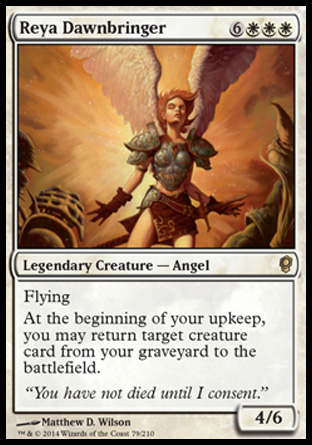 Reya Dawnbringer 6
Legendary Creature — Angel
Flying
At the beginning of your upkeep,
you may return target creature
card from your graveyard to the
battlefield.
“You have not died until I consent.”
4/6
Matthew D. Wilson
™ & © 2014 Wizards of the Coast 79/210